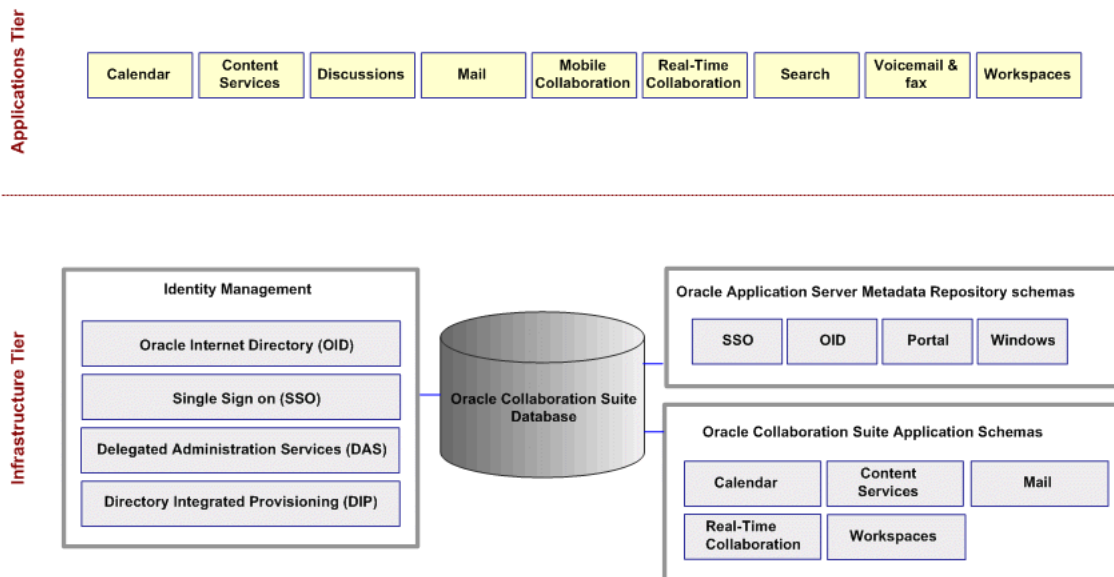 Applications Tier
Calendar
Content
Services
Discussions
Mail
Mobile
Collaboration
Real-Time
Collaboration
Search
Voicemail &
fax
Workspaces
Infrastructure Tier
Identity Management
Oracle Internet Directory (OID)
Single Sign on (SSO)
Delegated Administration Services (DAS)
Directory Integrated Provisioning (DIP)
Oracle Collaboration Suite
Database
Oracle Application Server Metadata Repository schemas
SSO
OID
Portal
Windows
Oracle Collaboration Suite Application Schemas
Calendar
Content
Services
Mail
Real-Time
Collaboration
Workspaces